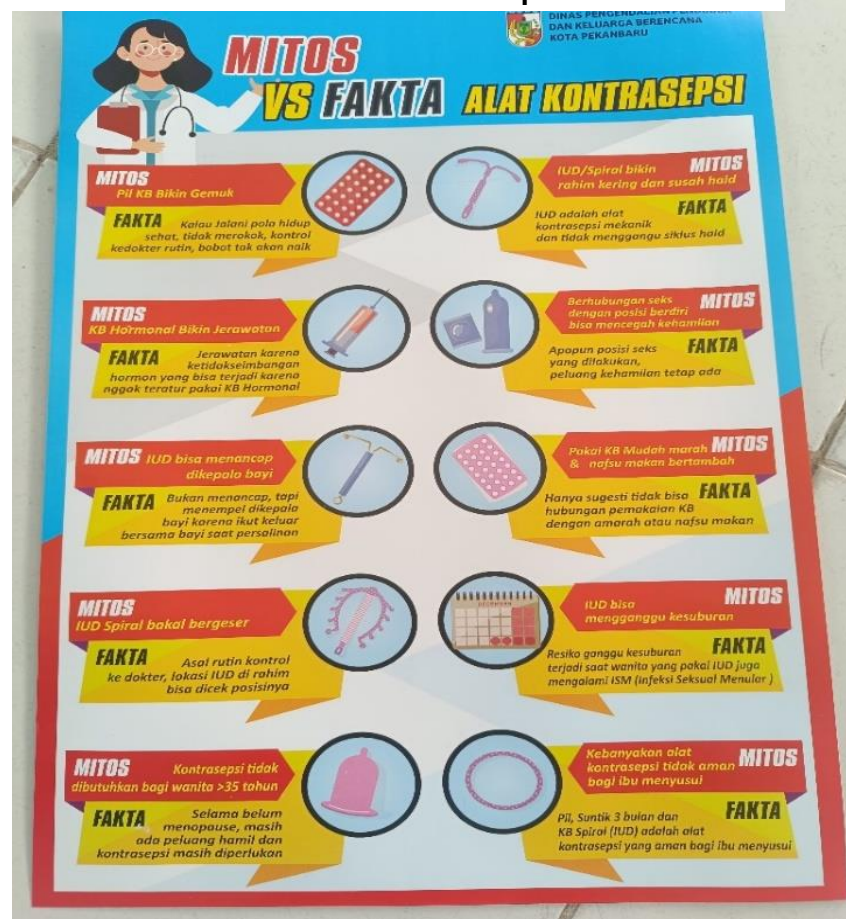 DINAS PENGENDALIAN
DAN KELUARGA BERENCANA
KOTA PEKANBARU
MITOS
VS FAKTA ALAT KONTRASEPSI
MITOS
Pil KB Bikin Gemuk
FAKTA Kalau Jalani pola hidup
sehat, tidak merokok, kontrol
kedokter rutin, bobot tak akan naik
MITOS
KB Hormonal Bikin Jerawatan
FAKTA Jerawatan karena
ketidakseimbangan
hormon yang bisa terjadi karena
nggak teratur pakai KB Hormonal
MITOS IUD bisa menancap
dikepala bayi
FAKTA Bukan menancap, tapi
menempel dikepala
bayi karena ikut keluar
bersama bayi saat persalinan
MITOS
IUD Spiral bakal bergeser
FAKTA Asal rutin kontrol
ke dokter, lokasi IUD di rahim
bisa dicek posisinya
MITOS Kontrasepsi tidak
dibutuhkan bagi wanita >35 tahun
FAKTA Selama belum
menopause, masih
ada peluang hamil dan
kontrasepsi masih diperlukan
IUD/Spiral bikin MITOS
rahim kering dan susah haid
IUD adalah alat FAKTA
kontrasepsi mekanik
dan tidak menggangu siklus haid
Berhubungan seks MITOS
dengan posisi berdiri
bisa mencegah kehamilan
Apapun posisi seks FAKTA
yang dilakukan,
peluang kehamilan tetap ada
Pakai KB Mudah marah MITOS
& nafsu makan bertambah
Hanya sugesti tidak bisa FAKTA
hubungan pemakaian KB
dengan amarah atau nafsu makan
IUD bisa MITOS
mengganggu kesuburan
Resiko ganggu kesuburan FAKTA
terjadi saat wanita yang pakai IUD juga
mengalami ISM (Infeksi Seksual Menular )
Kebanyakan alat
kontrasepsi tidak aman MITOS
bagi ibu menyusui
Pil, Suntik 3 bulan dan FAKTA
KB Spiral (IUD) adalah alat
kontrasepsi yang aman bagi ibu menyusui